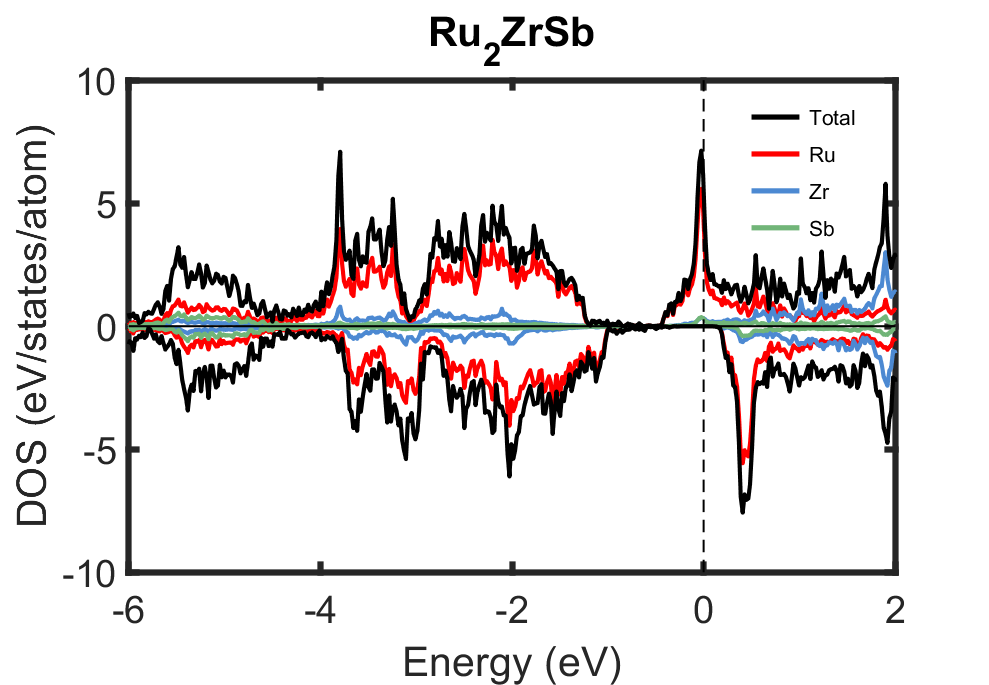 Ru2ZrSb
10
5
0
-5
-10
DOS (eV/states/atom)
Total
Ru
Zr
Sb
-6 -4 -2 0 2
Energy (eV)